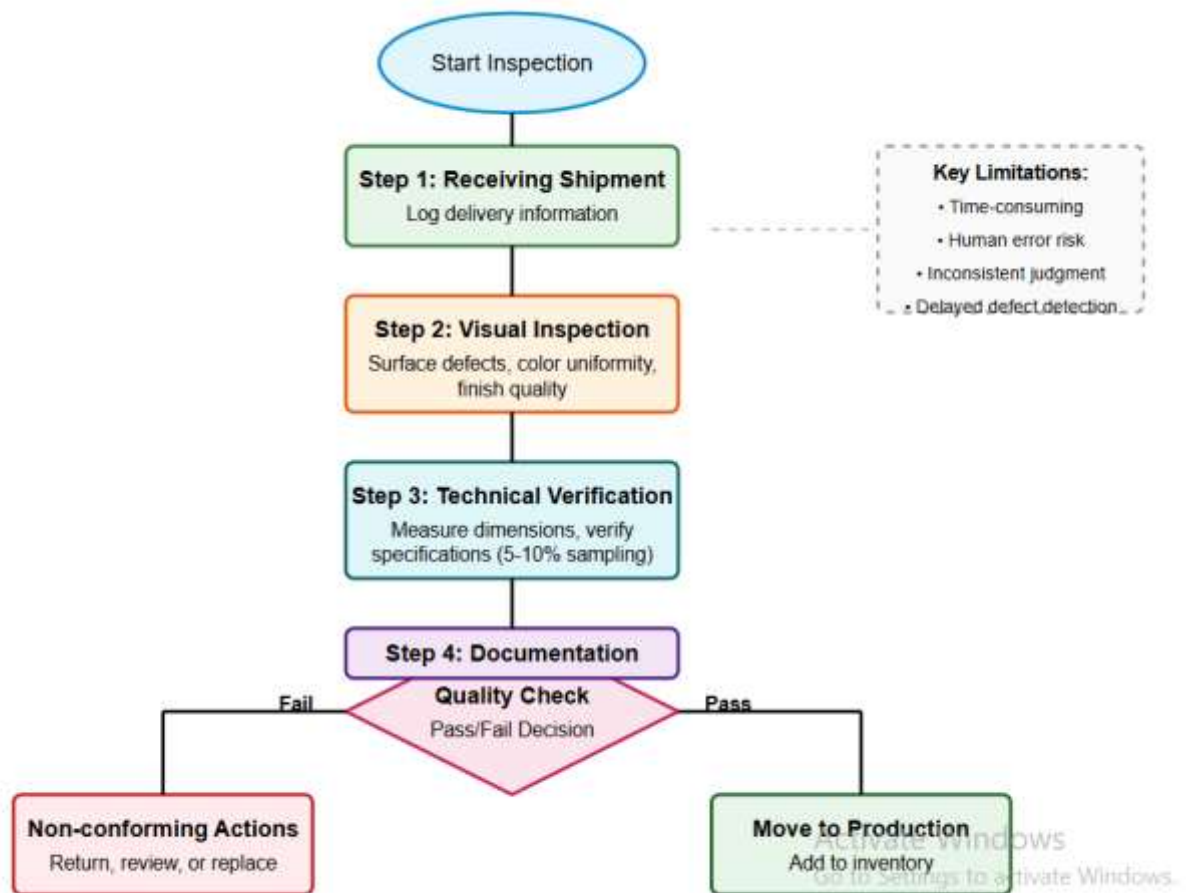 Start Inspection
Step 1: Receiving Shipment
Log delivery information
Key Limitations:
• Time-consuming
• Human error risk
• Inconsistent judgment
• Delayed defect detection
Step 2: Visual Inspection
Surface defects, color uniformity,
finish quality
Step 3: Technical Verification
Measure dimensions, verify
specifications (5-10% sampling)
Step 4: Documentation
Quality Check
Pass/Fail Decision
Fail
Pass
Non-conforming Actions
Return, review, or replace
Move to Production
Add to inventory
Activate Windows
Go to Settings to activate Windows.